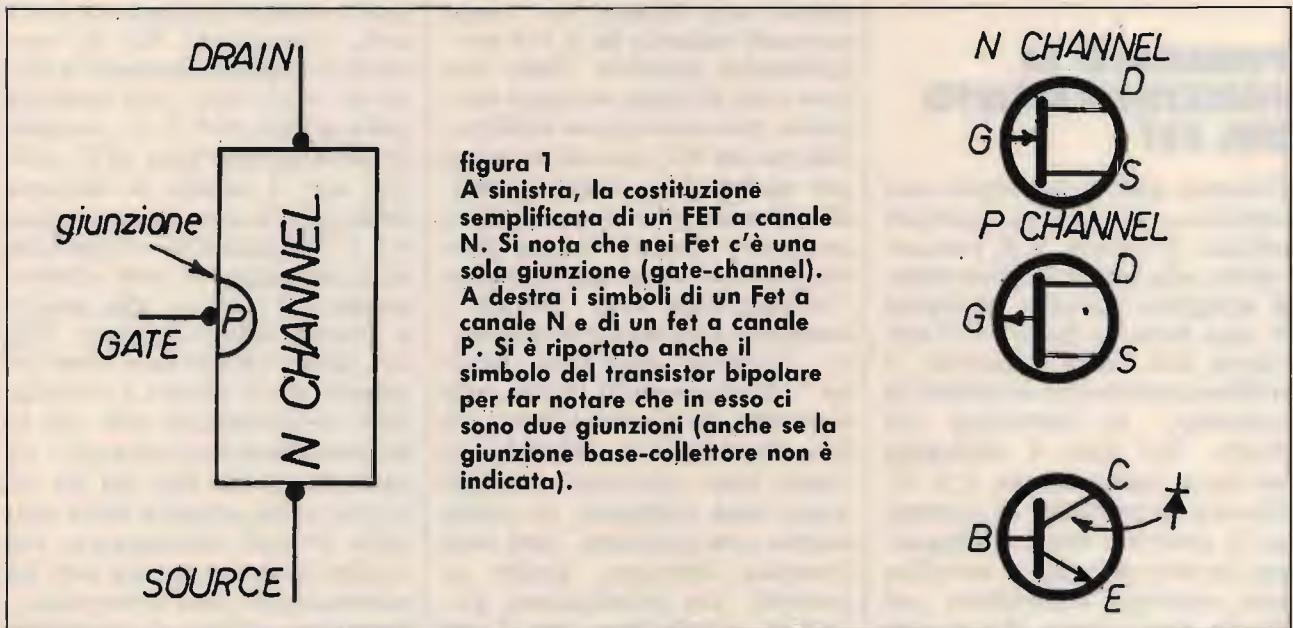 DRAIN
giunzione
P
GATE
N CHANNEL
SOURCE
figura 1
A sinistra, la costituzione
semplificata di un FET a canale
N. Si nota che nei Fet c'è una
sola giunzione (gate-channel).
A destra i simboli di un Fet a
canale N e di un fet a canale
P. Si è riportato anche il
simbolo del transistor bipolare
per far notare che in esso ci
sono due giunzioni (anche se la
giunzione base-collettore non è
indicata).
N CHANNEL
D
G
S
P CHANNEL
D
G
S
C
B
E